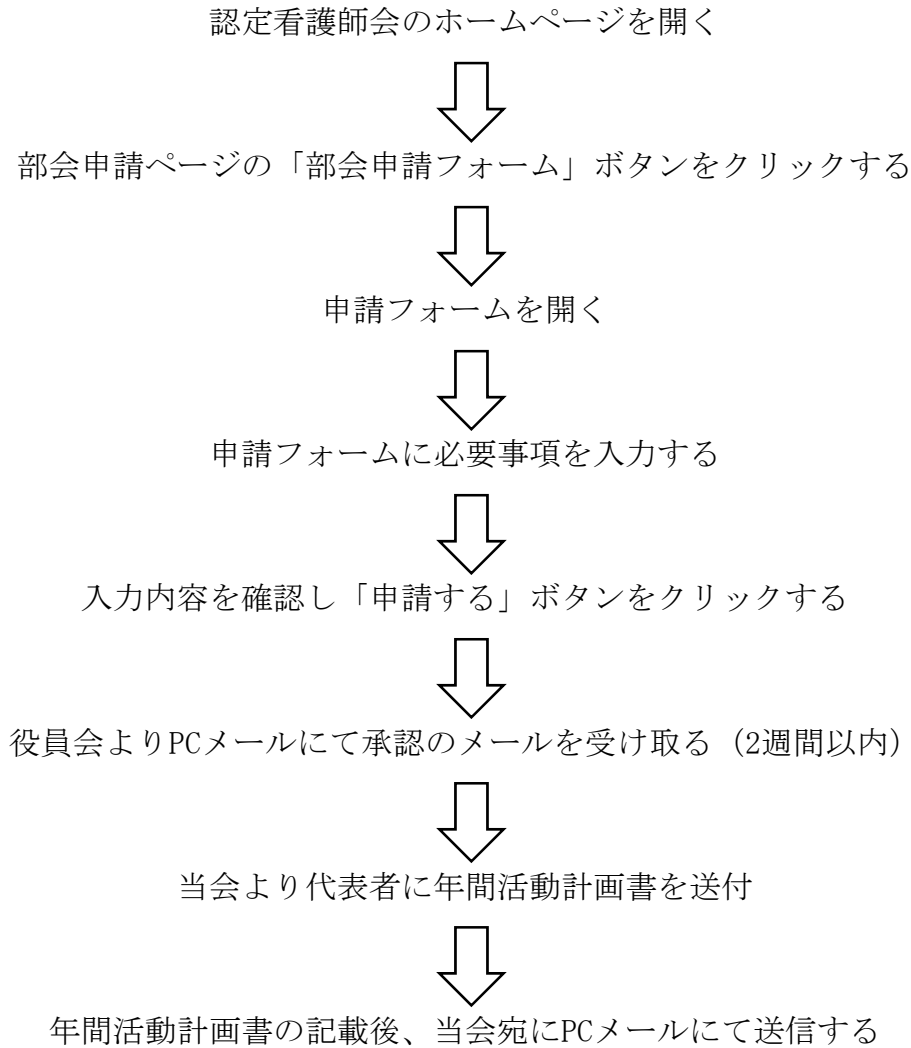 認定看護師会のホームページを開く
部会申請ページの「部会申請フォーム」ボタンをクリックする
申請フォームを開く
申請フォームに必要事項を入力する
入力内容を確認し「申請する」ボタンをクリックする
役員会よりPCメールにて承認のメールを受け取る（2週間以内）
当会より代表者に年間活動計画書を送付
年間活動計画書の記載後、当会宛にPCメールにて送信する